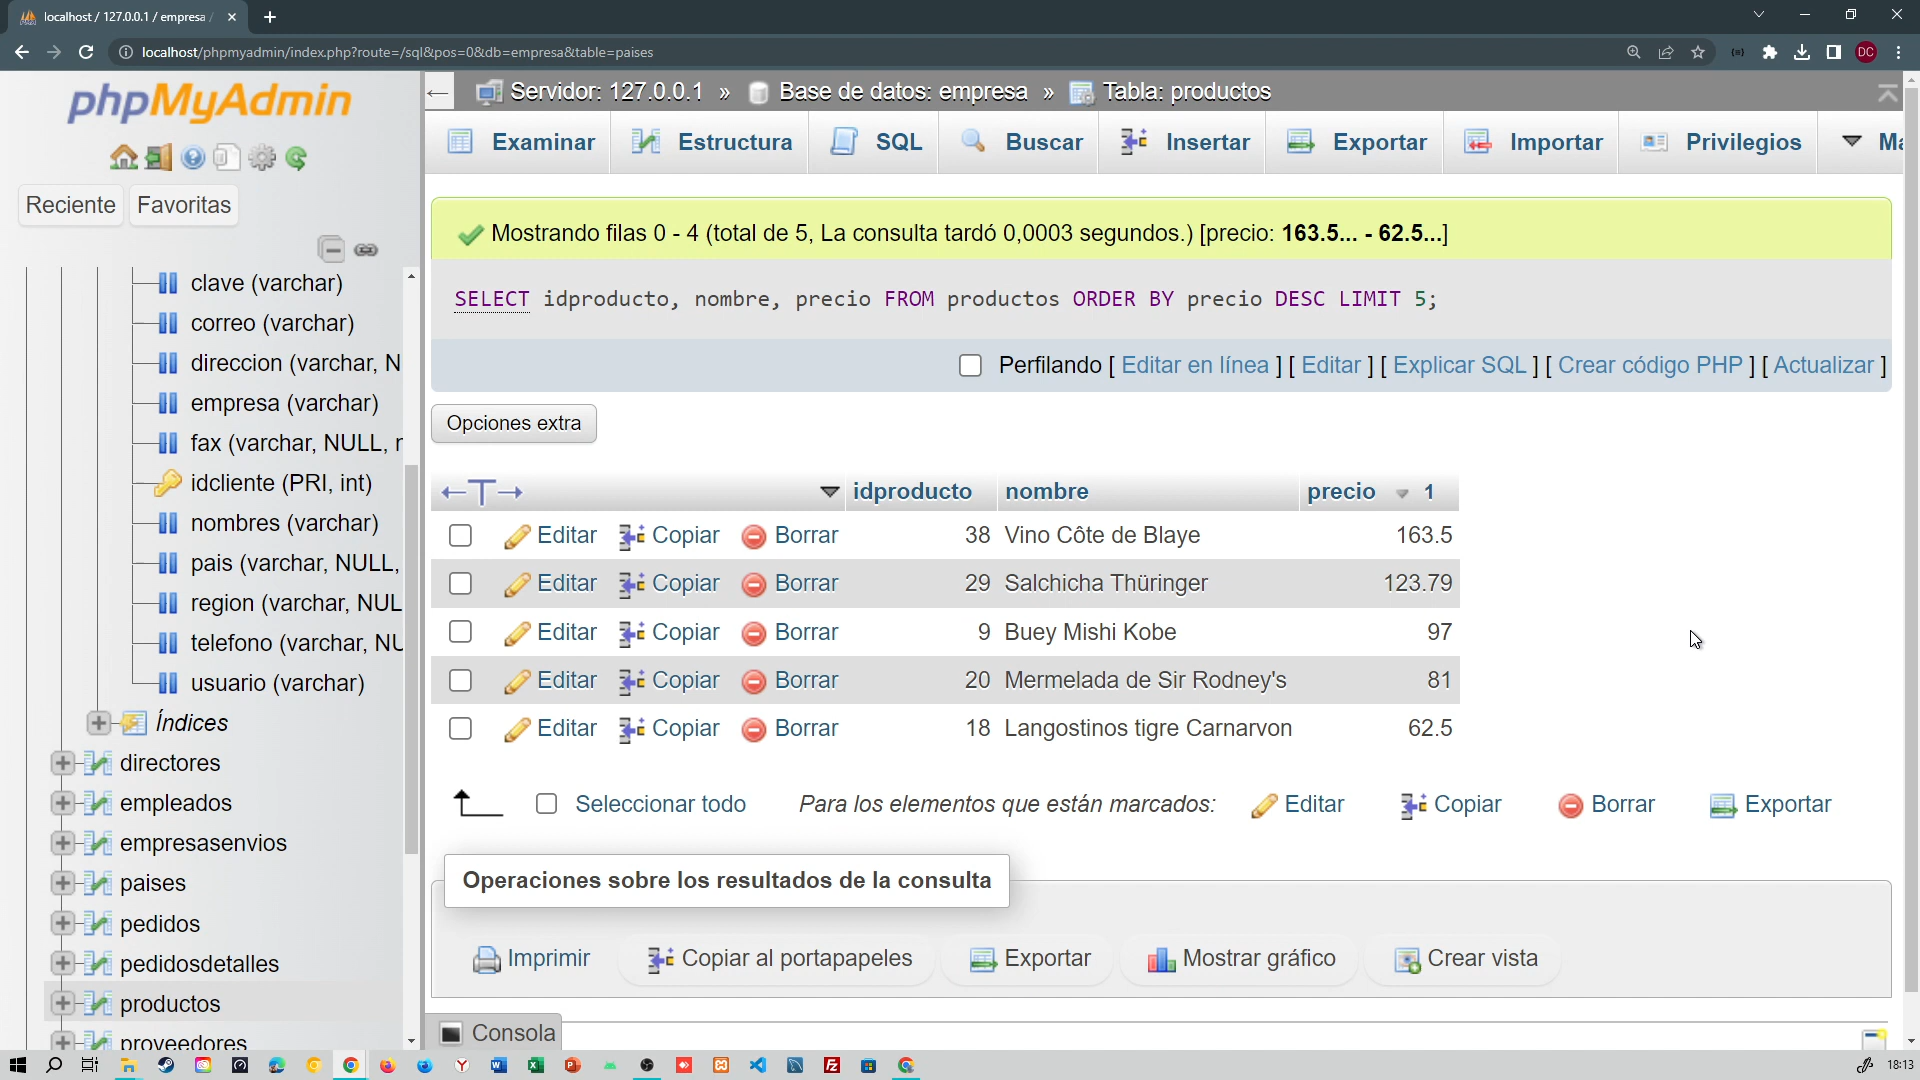 localhost / 127.0.0.1 / empresa /
localhost/phpmyadmin/index.php?route=/sql&pos=0&db=empresa&table=paises
DC
phpMyAdmin
Reciente
Favoritas
clave (varchar)
correo (varchar)
direccion (varchar, N
empresa (varchar)
fax (varchar, NULL, r
idcliente (PRI, int)
nombres (varchar)
pais (varchar, NULL,
region (varchar, NUL
telefono (varchar, NU
usuario (varchar)
Índices
directores
empleados
empresasenvios
paises
pedidos
pedidosdetalles
productos
proveedores
Servidor: 127.0.0.1 » Base de datos: empresa » Tabla: productos
Examinar Estructura SQL Buscar Insertar Exportar Importar Privilegios Ma
Mostrando filas 0 - 4 (total de 5, La consulta tardó 0,0003 segundos.) [precio: 163.5... - 62.5...]
SELECT idproducto, nombre, precio FROM productos ORDER BY precio DESC LIMIT 5;
Perfilando [ Editar en línea ] [ Editar ] [ Explicar SQL ] [ Crear código PHP ] [ Actualizar ]
Opciones extra
idproducto nombre precio 1
Editar Copiar Borrar 38 Vino Côte de Blaye 163.5
Editar Copiar Borrar 29 Salchicha Thüringer 123.79
Editar Copiar Borrar 9 Buey Mishi Kobe 97
Editar Copiar Borrar 20 Mermelada de Sir Rodney's 81
Editar Copiar Borrar 18 Langostinos tigre Carnarvon 62.5
Seleccionar todo Para los elementos que están marcados: Editar Copiar Borrar Exportar
Operaciones sobre los resultados de la consulta
Imprimir Copiar al portapapeles Exportar Mostrar gráfico Crear vista
Consola
18:13